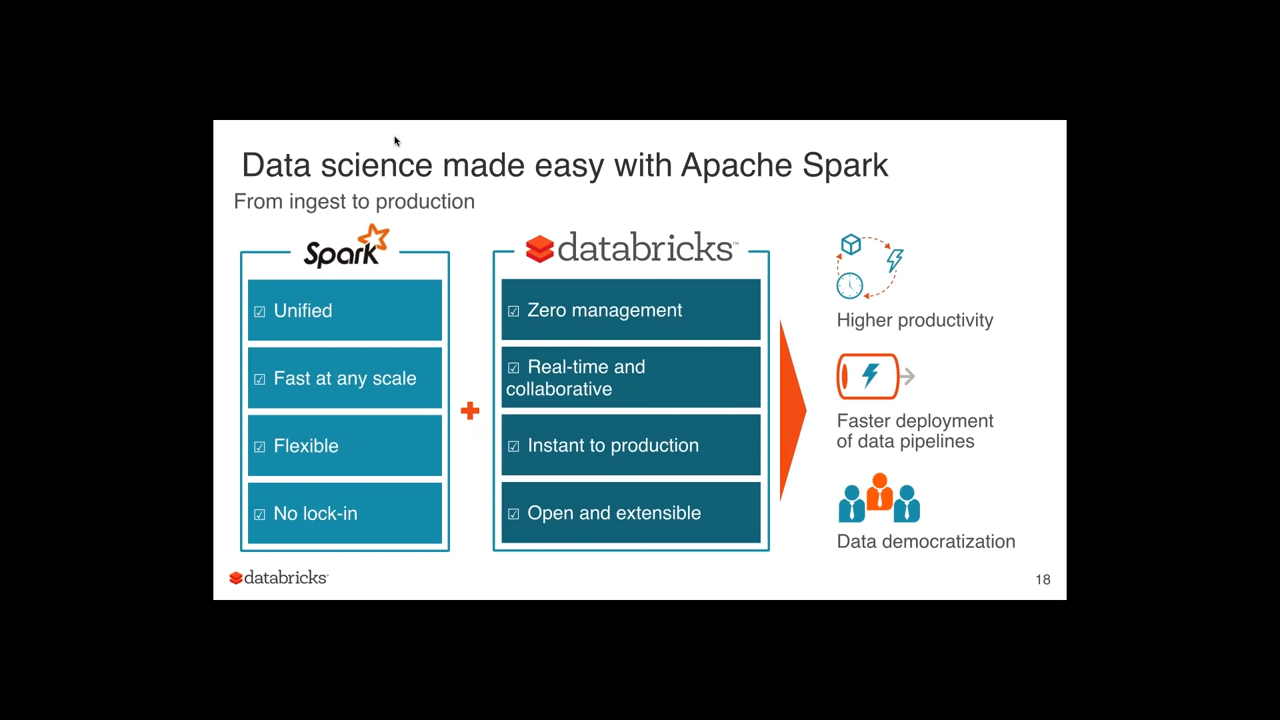 Data science made easy with Apache Spark
From ingest to production
Spark
☑ Unified
☑ Fast at any scale
☑ Flexible
☑ No lock-in
databricks™
☑ Zero management
☑ Real-time and
collaborative
☑ Instant to production
☑ Open and extensible
Higher productivity
Faster deployment
of data pipelines
Data democratization
databricks
18